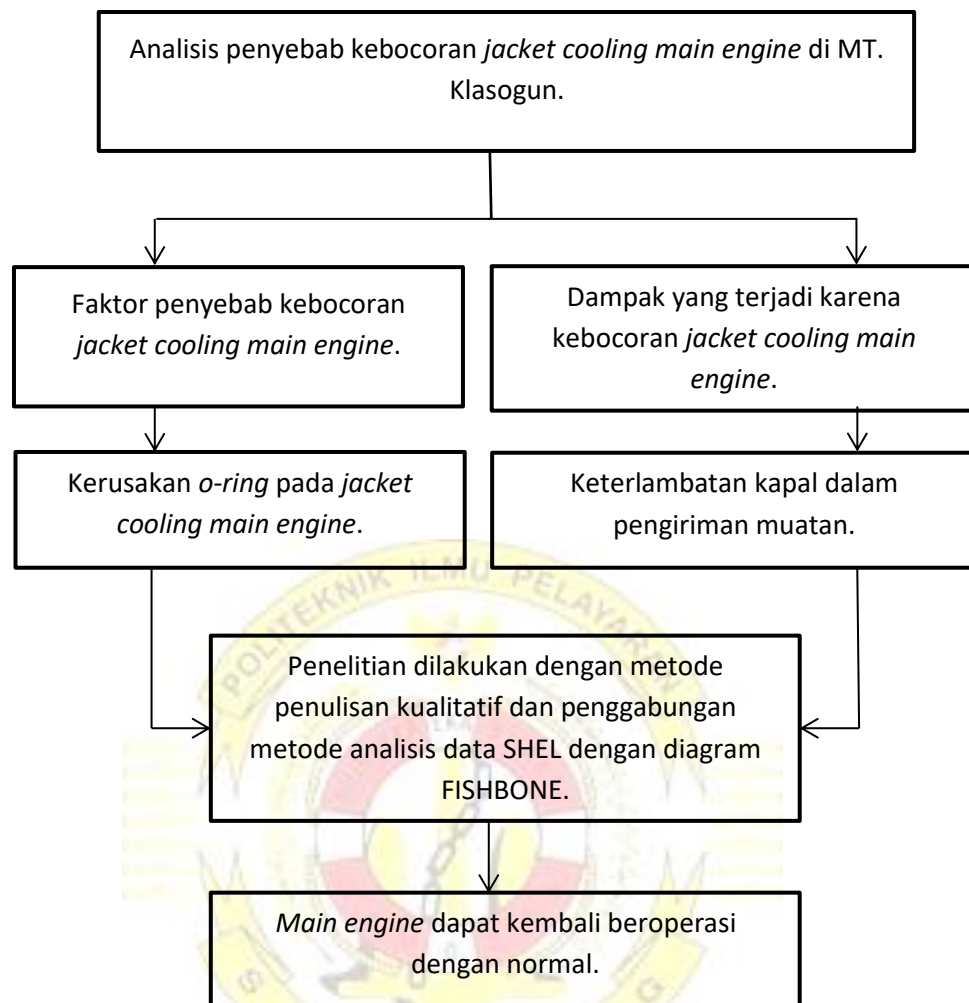 Analisis penyebab kebocoran jacket cooling main engine di MT.
Klasogun.
Faktor penyebab kebocoran
jacket cooling main engine.
Dampak yang terjadi karena
kebocoran jacket cooling main
engine.
Kerusakan o-ring pada jacket
cooling main engine.
Keterlambatan kapal dalam
pengiriman muatan.
POLITEKNIK ILMU PELAYARAN
Penelitian dilakukan dengan metode
penulisan kualitatif dan penggabungan
metode analisis data SHEL dengan diagram
FISHBONE.
Main engine dapat kembali beroperasi
dengan normal.
S
G